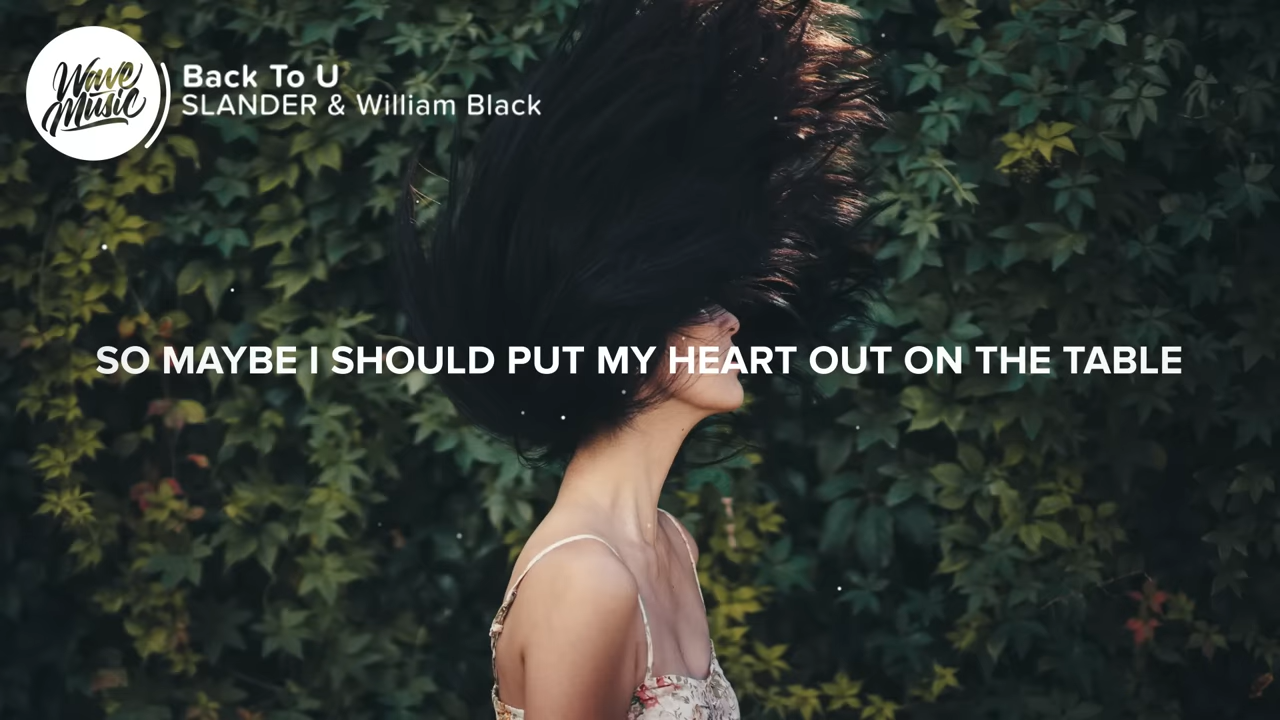 Wave
Music
Back To U
SLANDER & William Black
SO MAYBE I SHOULD PUT MY HEART OUT ON THE TABLE